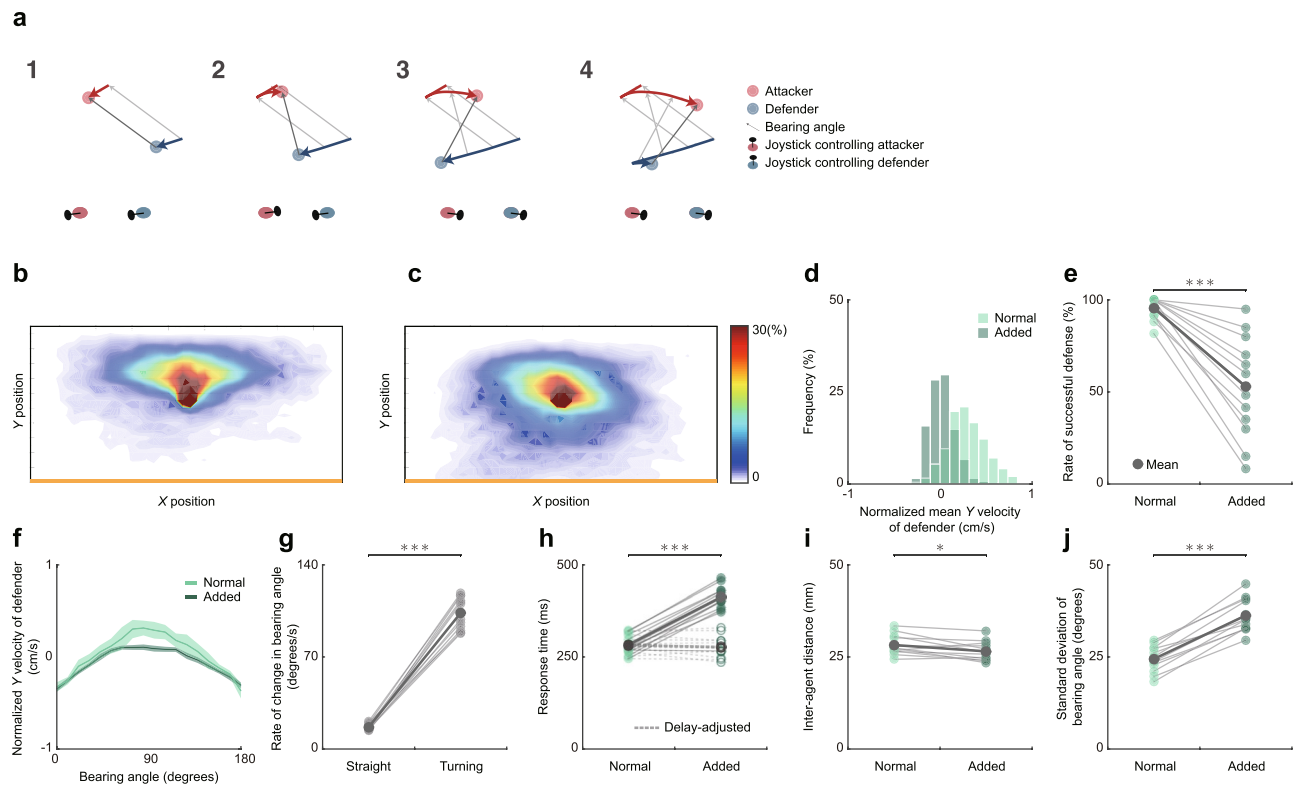 a
1
2
3
4
Attacker
Defender
Bearing angle
Joystick controlling attacker
Joystick controlling defender
b
Y position
X position
c
Y position
X position
30(%)
0
d
Frequency (%)
50
25
0
-1
0
1
Normal
Added
Normalized mean Y velocity
of defender (cm/s)
e
Rate of successful defense (%)
100
50
0
***
Mean
Normal
Added
f
Normalized Y velocity of defender
(cm/s)
1
0
-1
Normal
Added
0
90
180
Bearing angle (degrees)
g
Rate of change in bearing angle
(degrees/s)
140
70
0
***
Straight
Turning
h
Response time (ms)
500
250
0
***
Delay-adjusted
Normal
Added
i
Inter-agent distance (mm)
50
25
0
*
Normal
Added
j
Standard deviation of
bearing angle (degrees)
50
25
0
***
Normal
Added